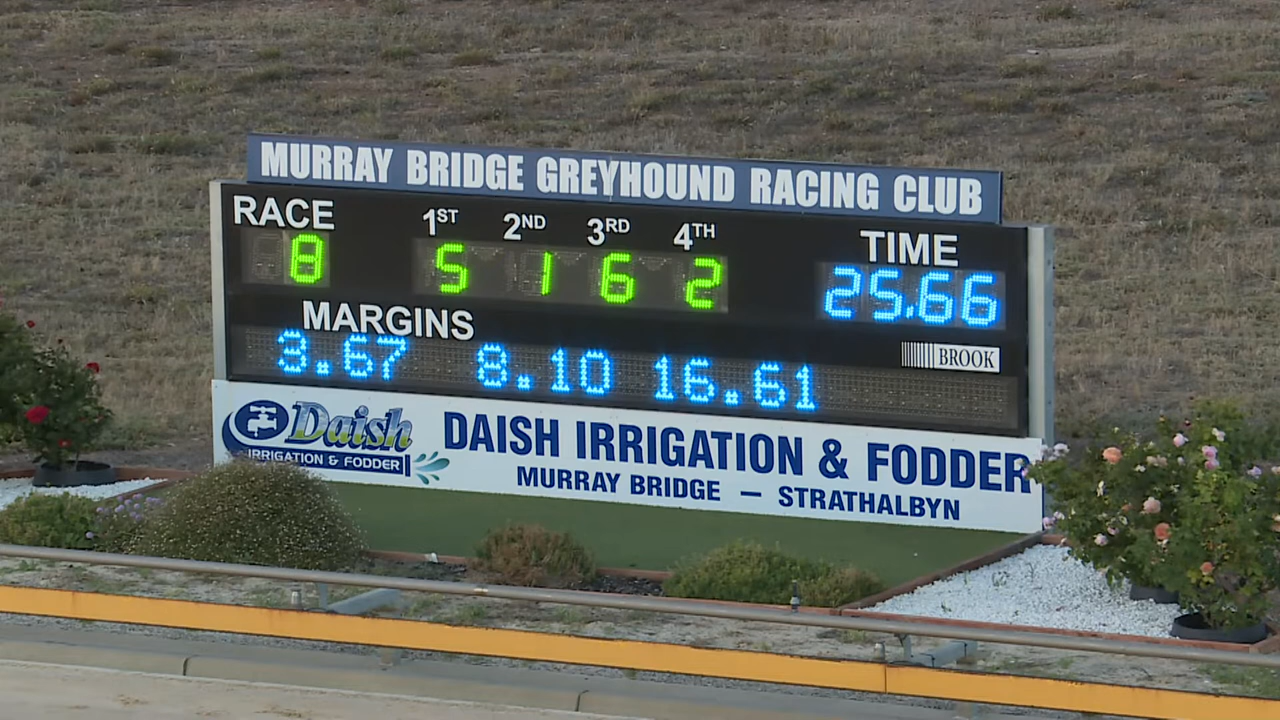 MURRAY BRIDGE GREYHOUND RACING CLUB
RACE 1ST 2ND 3RD 4TH TIME
8 5 1 6 2 25.66
MARGINS
3.67 8.10 16.61
BROOK
Daish
IRRIGATION & FODDER
DAISH IRRIGATION & FODDER
MURRAY BRIDGE – STRATHALBYN